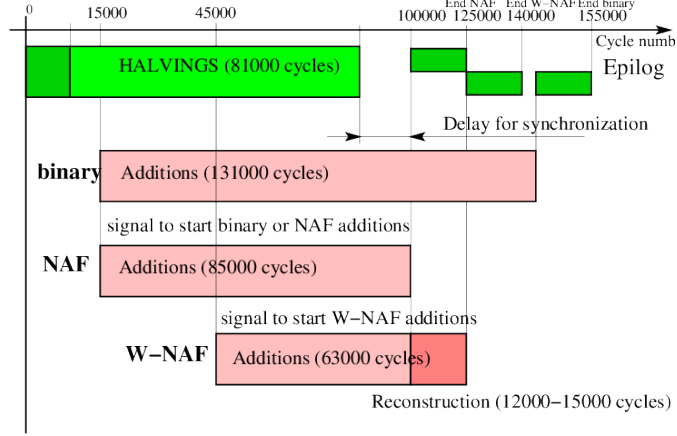 End NAF End W−NAF End binary
0 15000 45000 100000 125000 140000 155000
Cycle numb
HALVINGS (81000 cycles)
Epilog
Delay for synchronization
binary Additions (131000 cycles)
signal to start binary or NAF additions
NAF Additions (85000 cycles)
signal to start W−NAF additions
W−NAF Additions (63000 cycles)
Reconstruction (12000−15000 cycles)